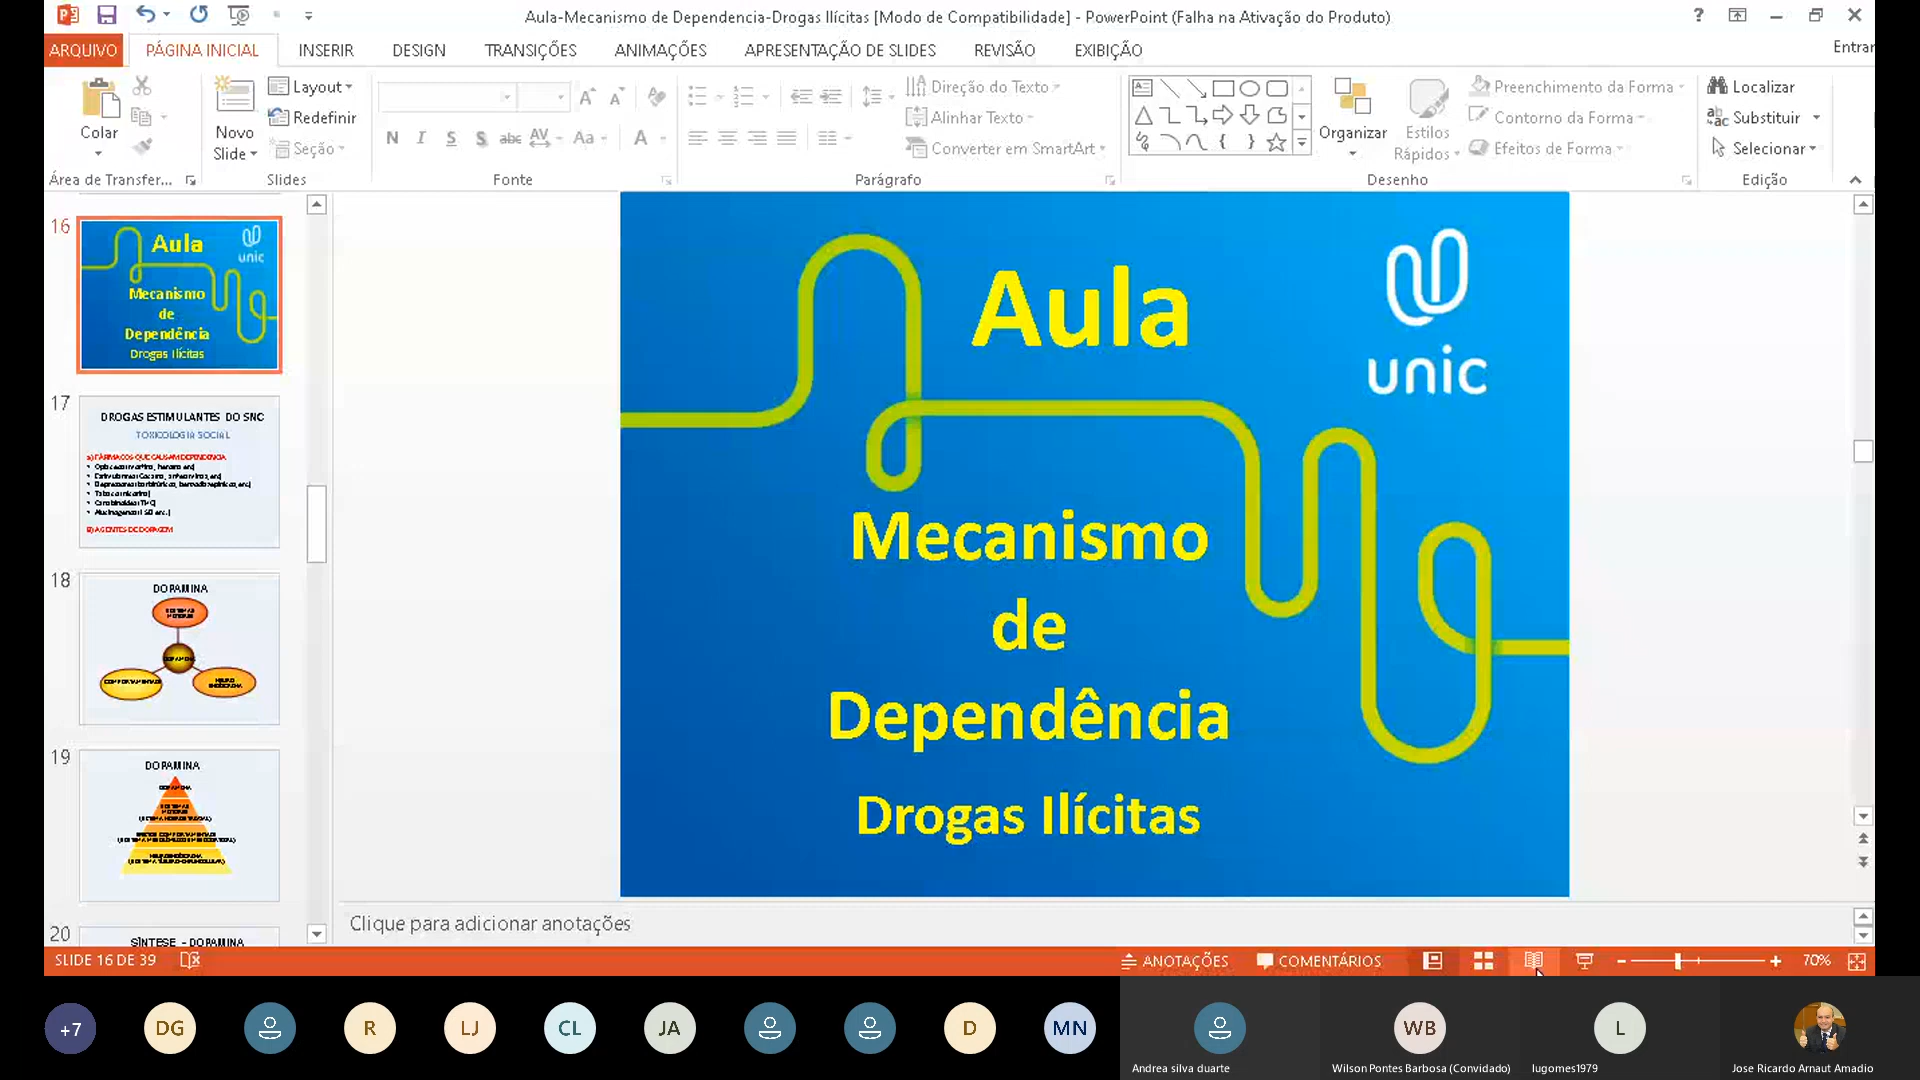 Aula-Mecanismo de Dependencia-Drogas Ilícitas [Modo de Compatibilidade] - PowerPoint (Falha na Ativação do Produto)
ARQUIVO PÁGINA INICIAL INSERIR DESIGN TRANSIÇÕES ANIMAÇÕES APRESENTAÇÃO DE SLIDES REVISÃO EXIBIÇÃO Entrar
Colar
Novo Slide
Layout
Redefinir
Seção
N I S S abc AV Aa A
Direção do Texto
Alinhar Texto
Converter em SmartArt
Organizar
Estilos Rápidos
Preenchimento da Forma
Contorno da Forma
Efeitos de Forma
Localizar
Substituir
Selecionar
Área de Transfer... Slides Fonte Parágrafo Desenho Edição
16
Aula
unic
Mecanismo
de
Dependência
Drogas Ilícitas
17
DROGAS ESTIMULANTES DO SNC
TOXICOLOGIA SOCIAL
18
DOPAMINA
19
DOPAMINA
20
SÍNTESE - DOPAMINA
Aula
unic
Mecanismo
de
Dependência
Drogas Ilícitas
Clique para adicionar anotações
SLIDE 16 DE 39 ANOTAÇÕES COMENTÁRIOS 70%
+7 DG R LJ CL JA D MN WB L
Andrea silva duarte Wilson Pontes Barbosa (Convidado) lugomes1979 Jose Ricardo Arnaut Amadio